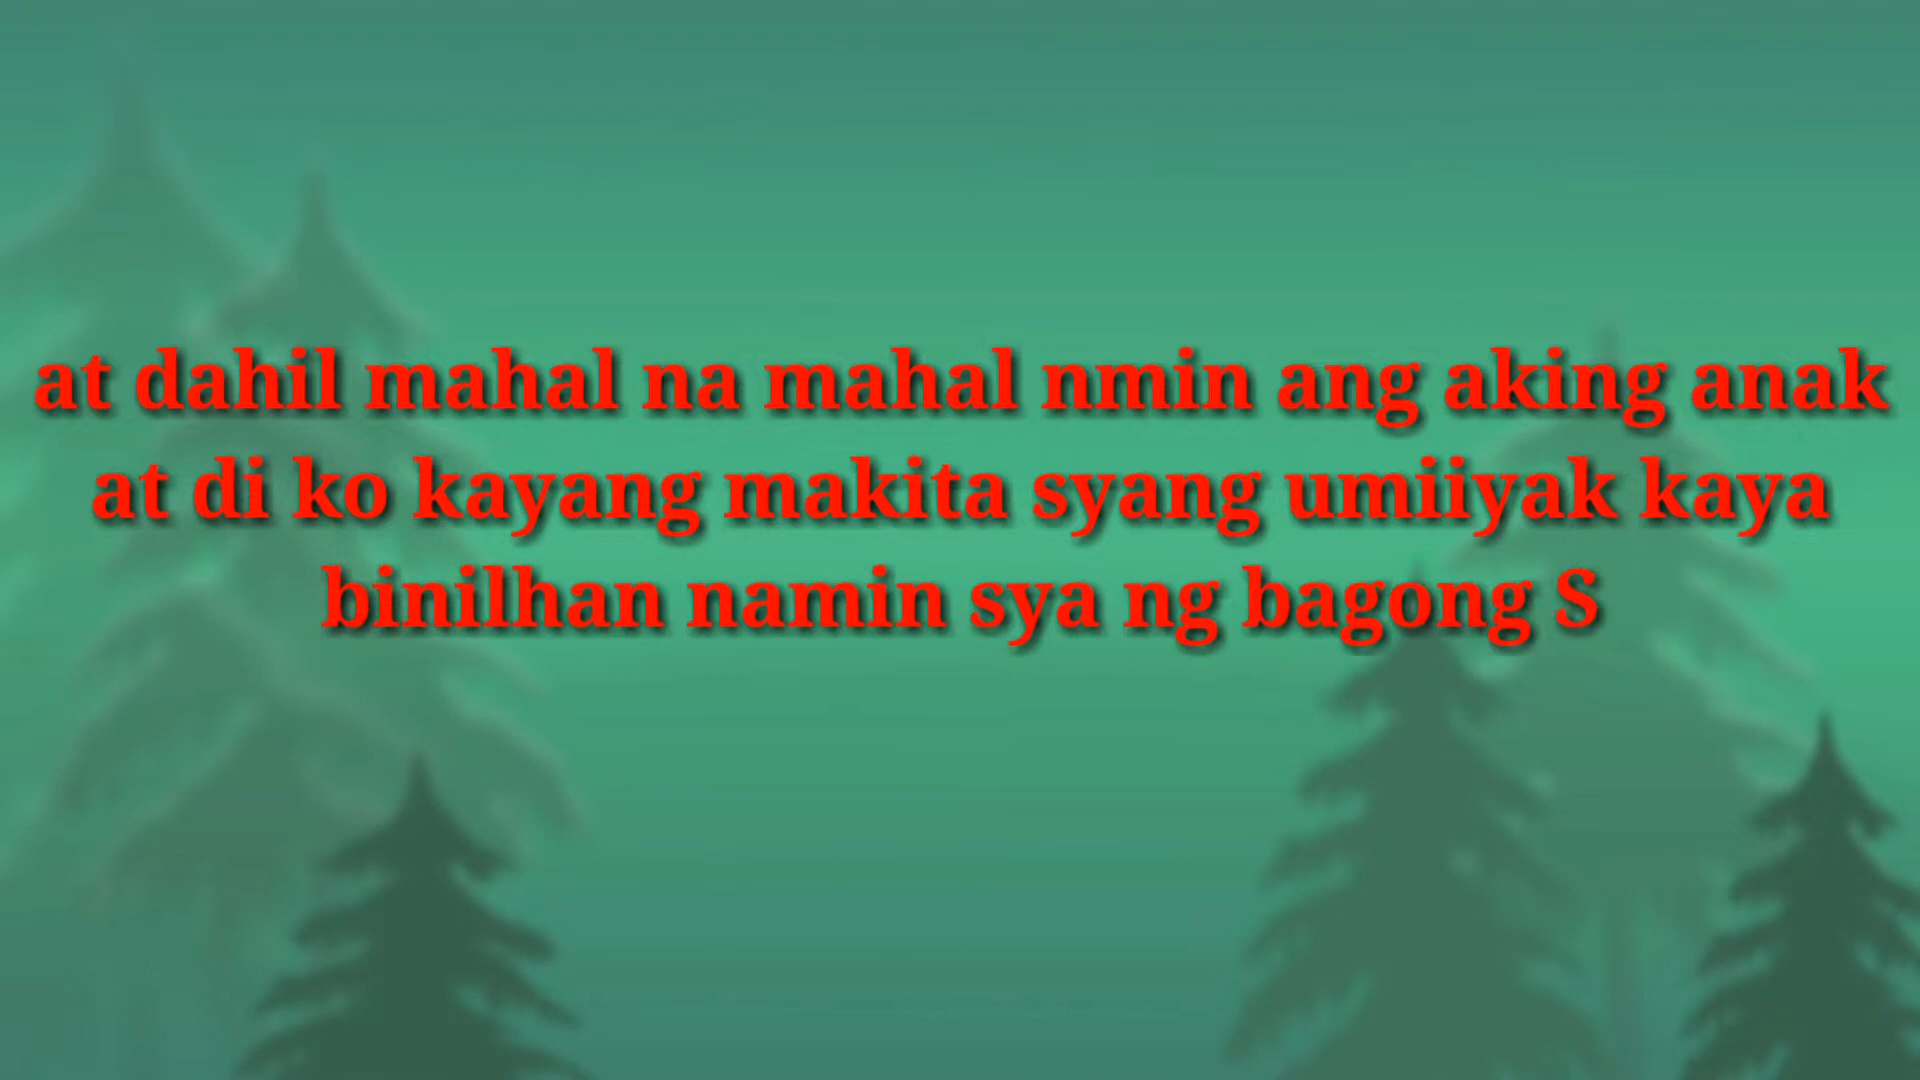 at dahil mahal na mahal nmin ang aking anak
at di ko kayang makita syang umiiyak kaya
binilhan namin sya ng bagong S